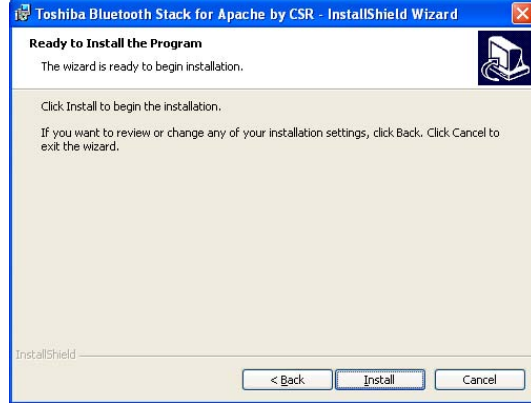 Toshiba Bluetooth Stack for Apache by CSR - InstallShield Wizard
Ready to Install the Program
The wizard is ready to begin installation.
Click Install to begin the installation.
If you want to review or change any of your installation settings, click Back. Click Cancel to
exit the wizard.
InstallShield
< Back
Install
Cancel